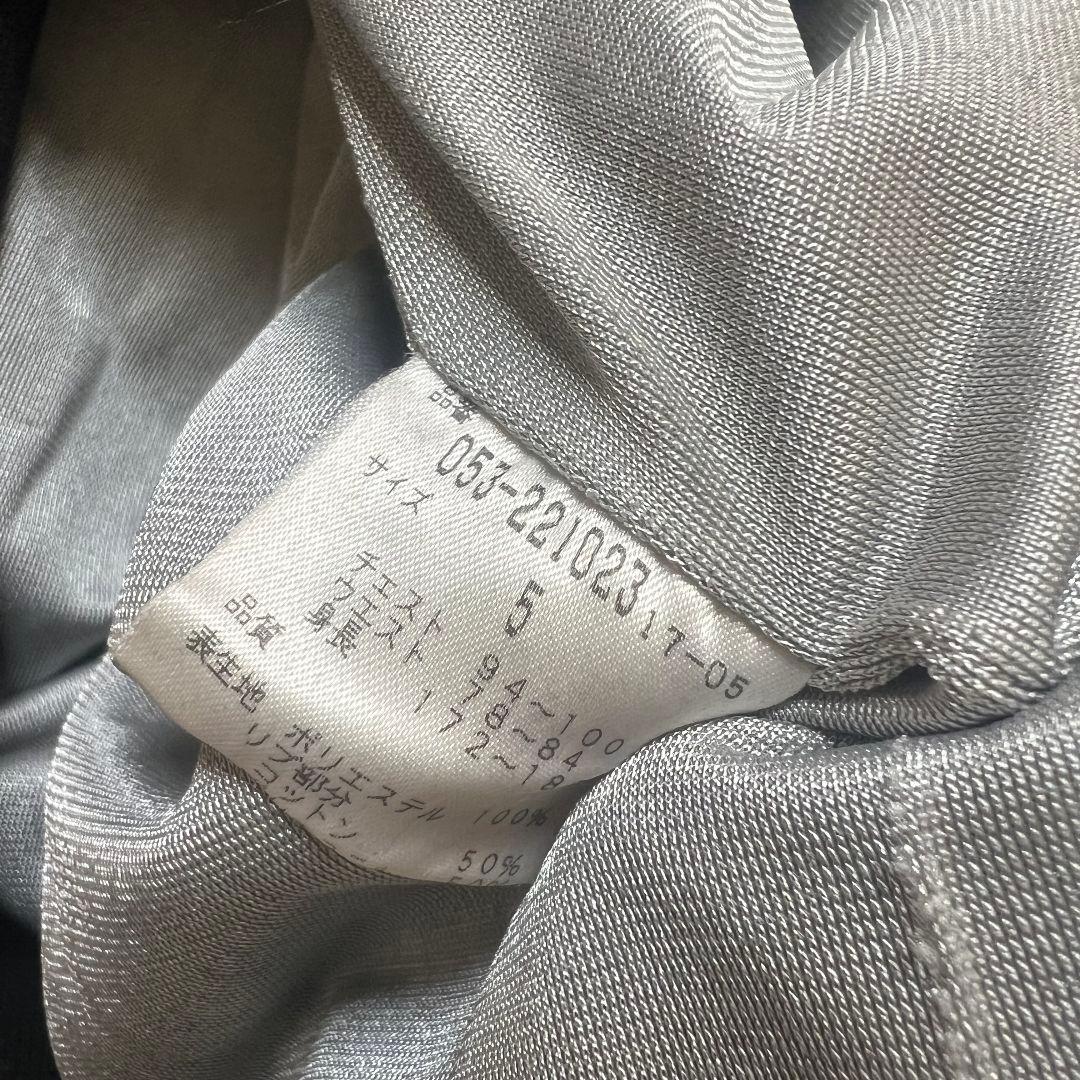 品番
053-221023 17-05
サイズ 5
チェスト 94~100
ウエスト 78~84
身長 172~18
品質
表生地
ポリエステル 100%
リブ部分
コットン 50%